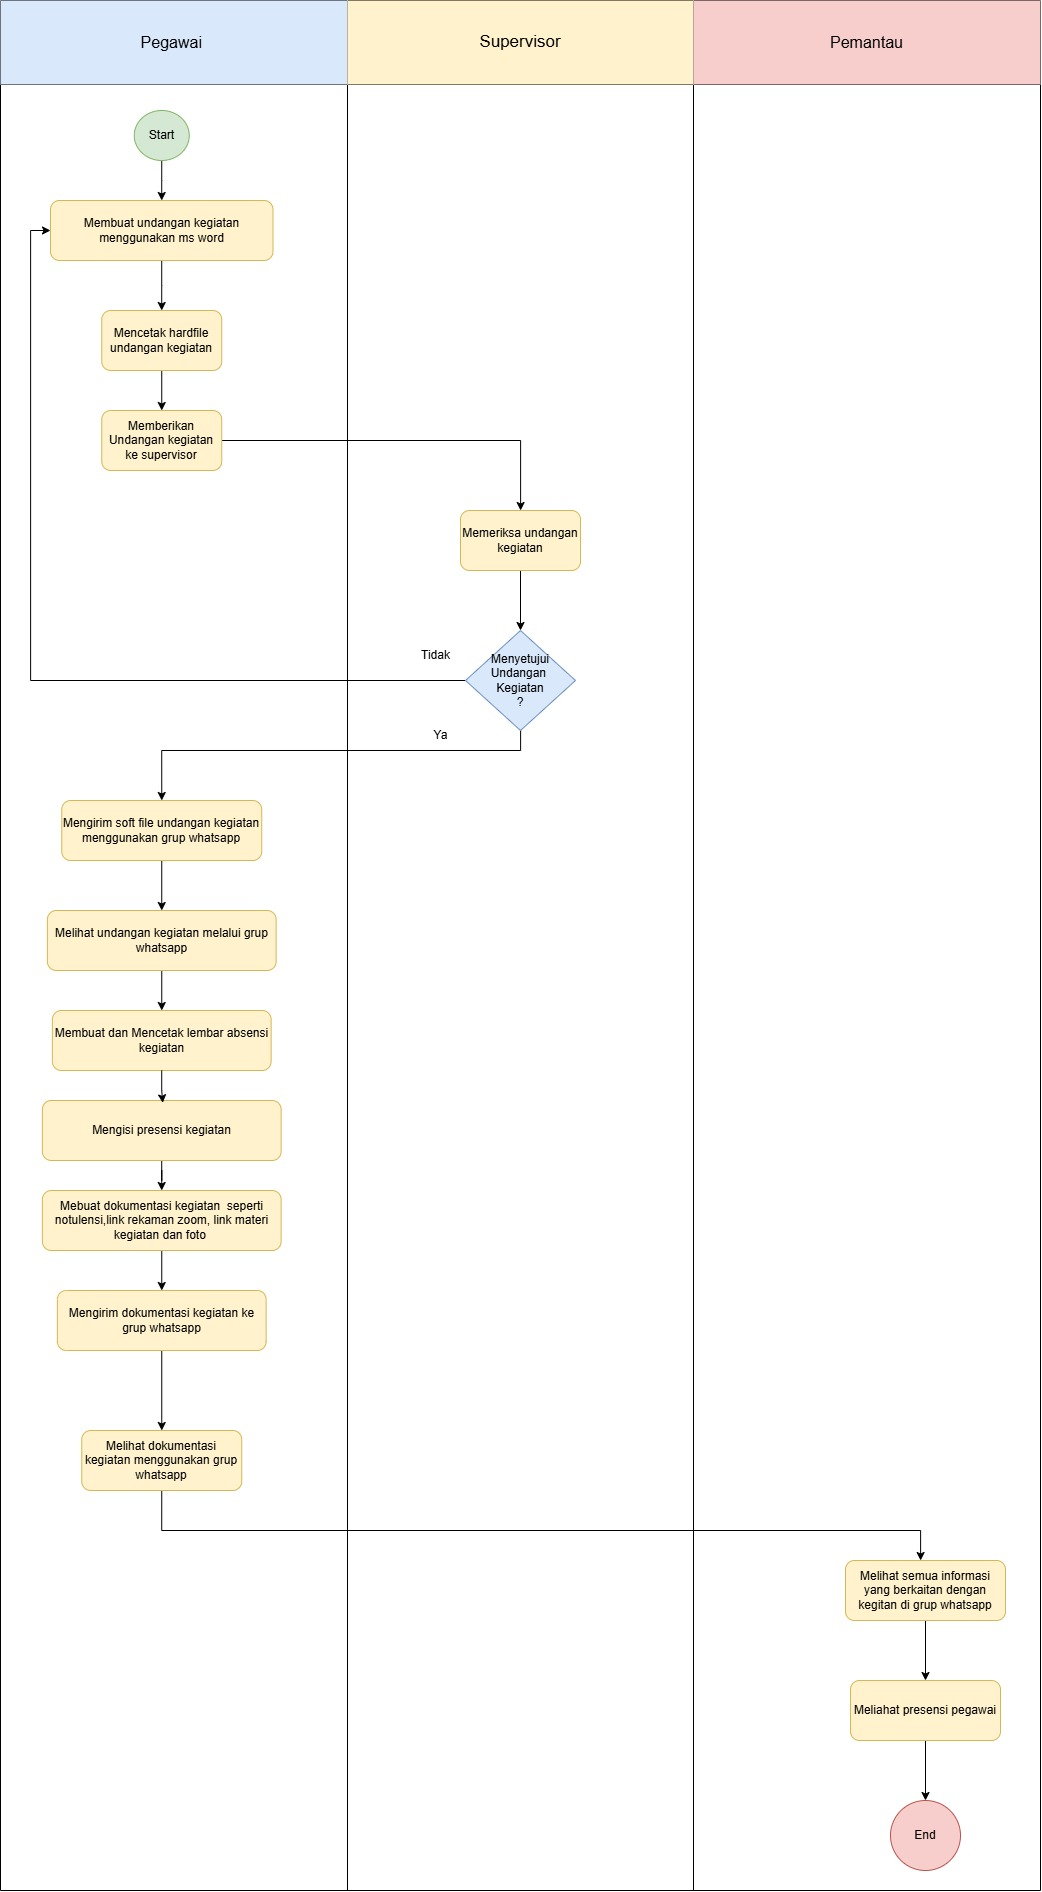 Pegawai
Supervisor
Pemantau
Start
Membuat undangan kegiatan
menggunakan ms word
Mencetak hardfile
undangan kegiatan
Memberikan
Undangan kegiatan
ke supervisor
Memeriksa undangan
kegiatan
Tidak
Menyetujui
Undangan
Kegiatan
?
Ya
Mengirim soft file undangan kegiatan
menggunakan grup whatsapp
Melihat undangan kegiatan melalui grup
whatsapp
Membuat dan Mencetak lembar absensi
kegiatan
Mengisi presensi kegiatan
Mebuat dokumentasi kegiatan  seperti
notulensi,link rekaman zoom, link materi
kegiatan dan foto
Mengirim dokumentasi kegiatan ke
grup whatsapp
Melihat dokumentasi
kegiatan menggunakan grup
whatsapp
Melihat semua informasi
yang berkaitan dengan
kegitan di grup whatsapp
Meliahat presensi pegawai
End